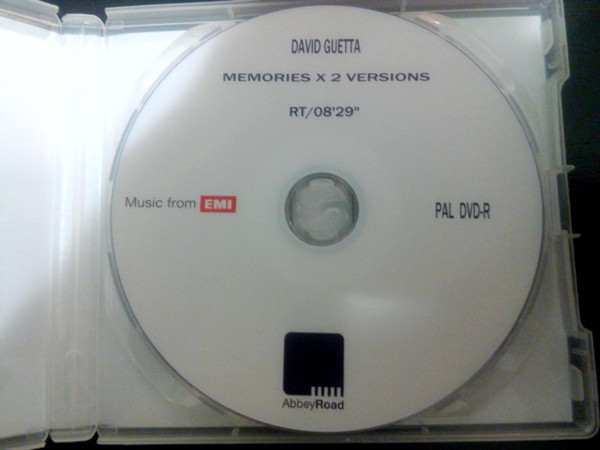 DAVID GUETTA
MEMORIES X 2 VERSIONS
RT/08'29"
Music from EMI
PAL DVD-R
AbbeyRoad